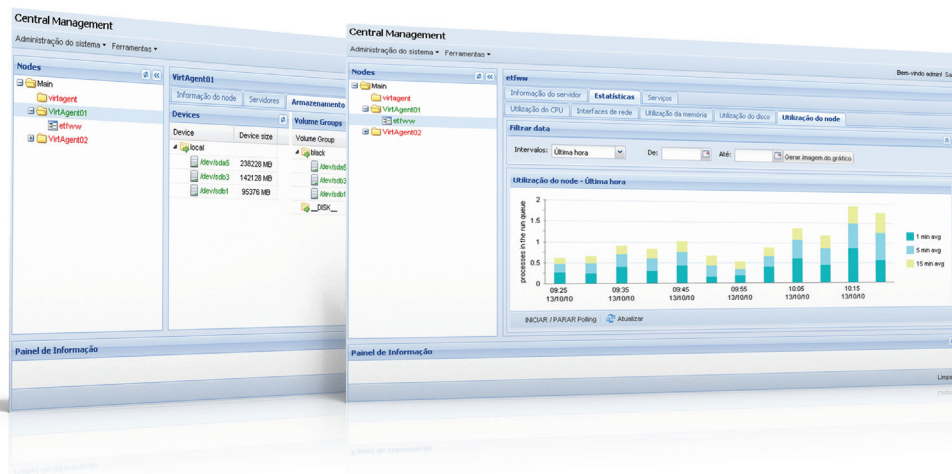 Central Management
Administração do sistema Ferramentas
Nodes
Main
virtagent
VirtAgent01
etfww
VirtAgent02
VirtAgent01
Informação do node Servidores Armazenamento
Devices
Device Device size
local
/dev/sda5 238228 MB
/dev/sdb3 142128 MB
/dev/sdb1 95376 MB
Volume Groups
Volume Group
black
/dev/sda5
/dev/sdb3
/dev/sdb1
__DISK__
Painel de Informação
Central Management
Administração do sistema Ferramentas
Bem-vindo admin!
Nodes
Main
virtagent
VirtAgent01
etfww
VirtAgent02
etfww
Informação do servidor Estatísticas Serviços
Utilização do CPU Interfaces de rede Utilização da memória Utilização do disco Utilização do node
Filtrar data
Intervalos: Última hora De: Até: Gerar imagem do gráfico
Utilização do node - Última hora
processes in the run queue
2
1.5
1
0.5
0
09:25 09:35 09:45 09:55 10:05 10:15
13/10/10 13/10/10 13/10/10 13/10/10 13/10/10 13/10/10
1 min avg
5 min avg
15 min avg
INICIAR / PARAR Polling Atualizar
Painel de Informação